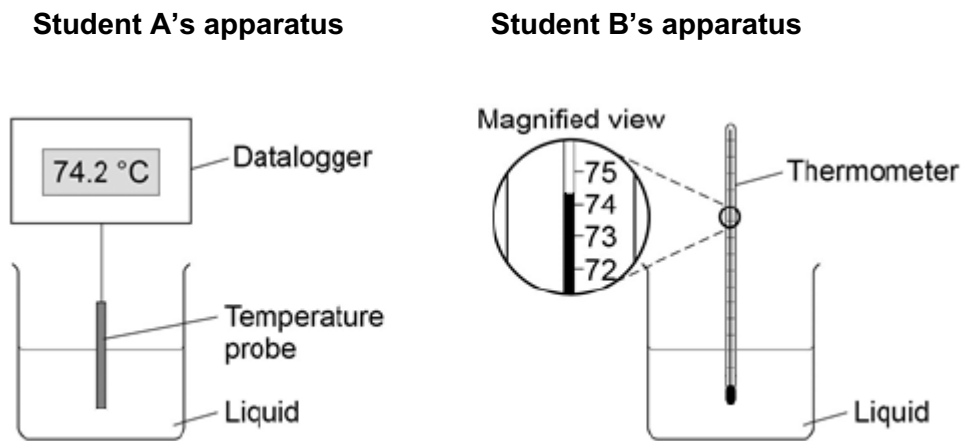 Student A’s apparatus
Student B’s apparatus
74.2 °C
Datalogger
Temperature
probe
Liquid
Magnified view
75
74
73
72
Thermometer
Liquid